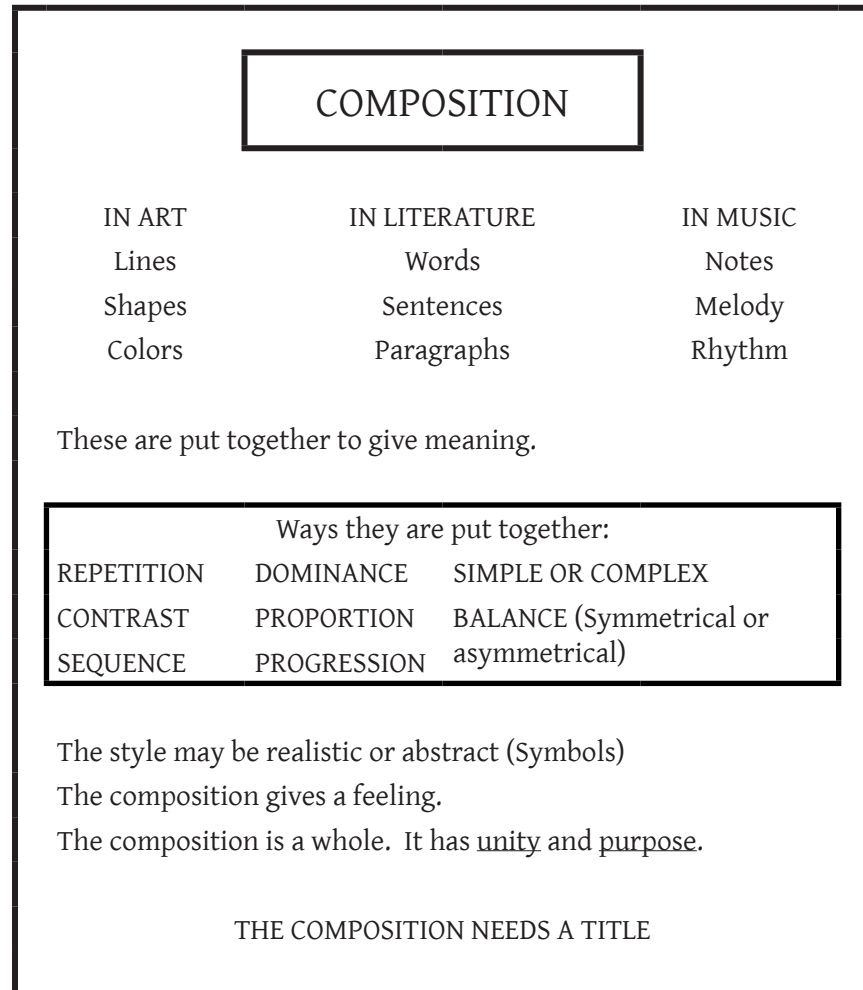 COMPOSITION
IN ART IN LITERATURE IN MUSIC
Lines Words Notes
Shapes Sentences Melody
Colors Paragraphs Rhythm
These are put together to give meaning.
Ways they are put together:
REPETITION DOMINANCE SIMPLE OR COMPLEX
CONTRAST PROPORTION BALANCE (Symmetrical or
SEQUENCE PROGRESSION asymmetrical)
The style may be realistic or abstract (Symbols)
The composition gives a feeling.
The composition is a whole.  It has unity and purpose.
THE COMPOSITION NEEDS A TITLE